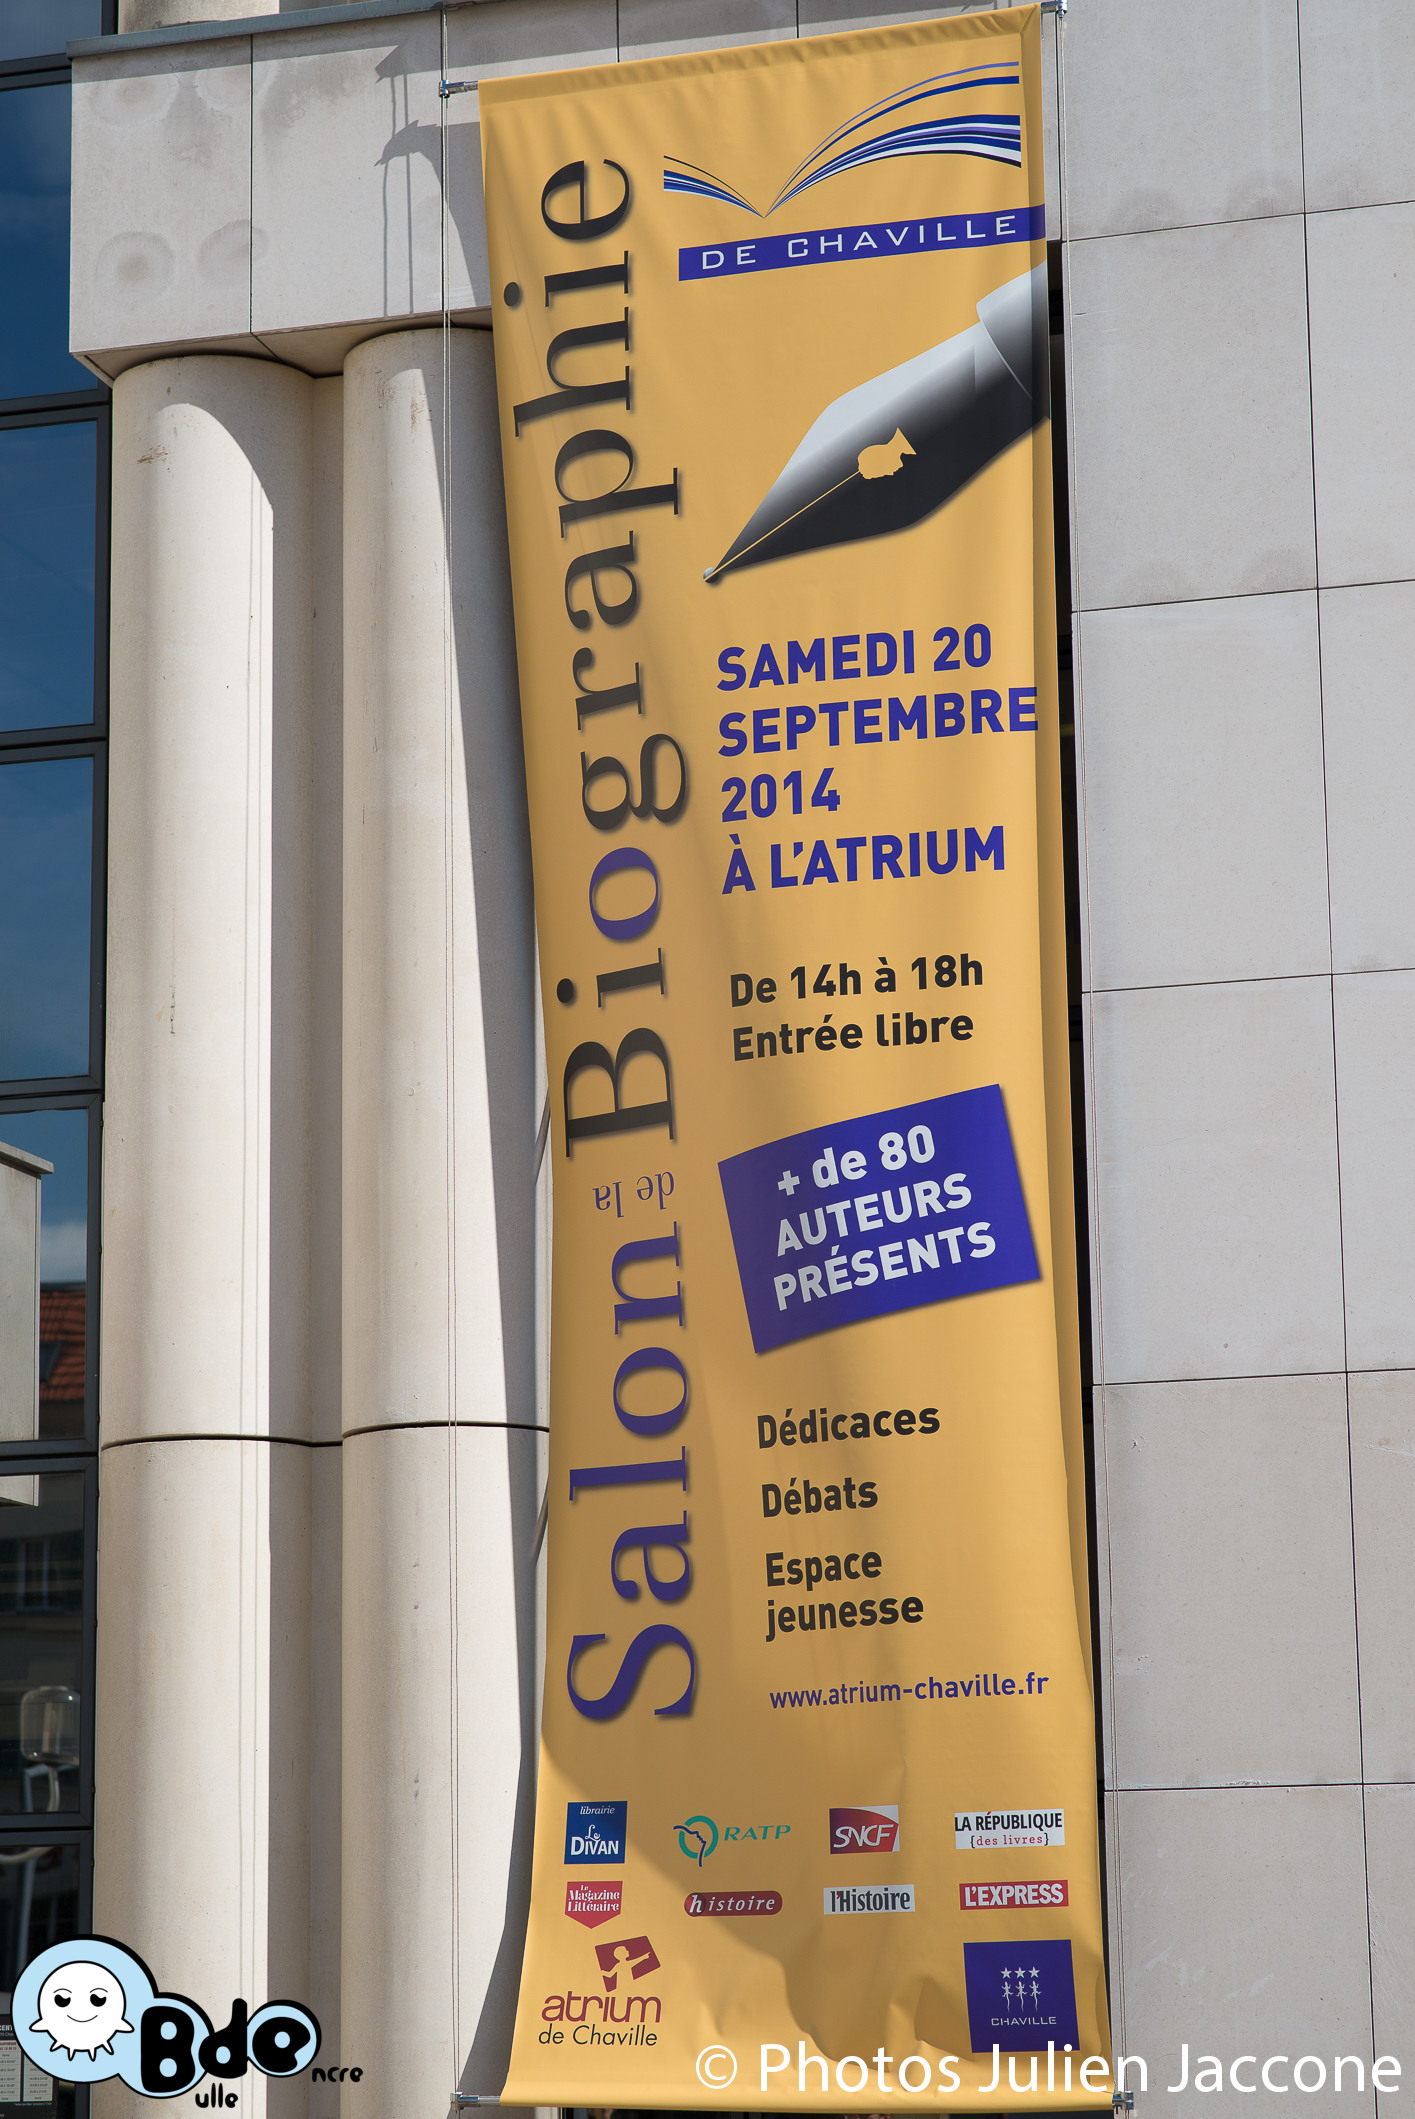 Salon de la Biographie
DE CHAVILLE
SAMEDI 20
SEPTEMBRE
2014
À L'ATRIUM
De 14h à 18h
Entrée libre
+ de 80
AUTEURS
PRÉSENTS
Dédicaces
Débats
Espace
jeunesse
www.atrium-chaville.fr
librairie
Le
DIVAN
RATP
SNCF
LA RÉPUBLIQUE
{des livres}
Le
Magazine
Littéraire
histoire
l'Histoire
L'EXPRESS
atrium
de Chaville
CHAVILLE
Bde
ulle
ncre
© Photos Julien Jaccone